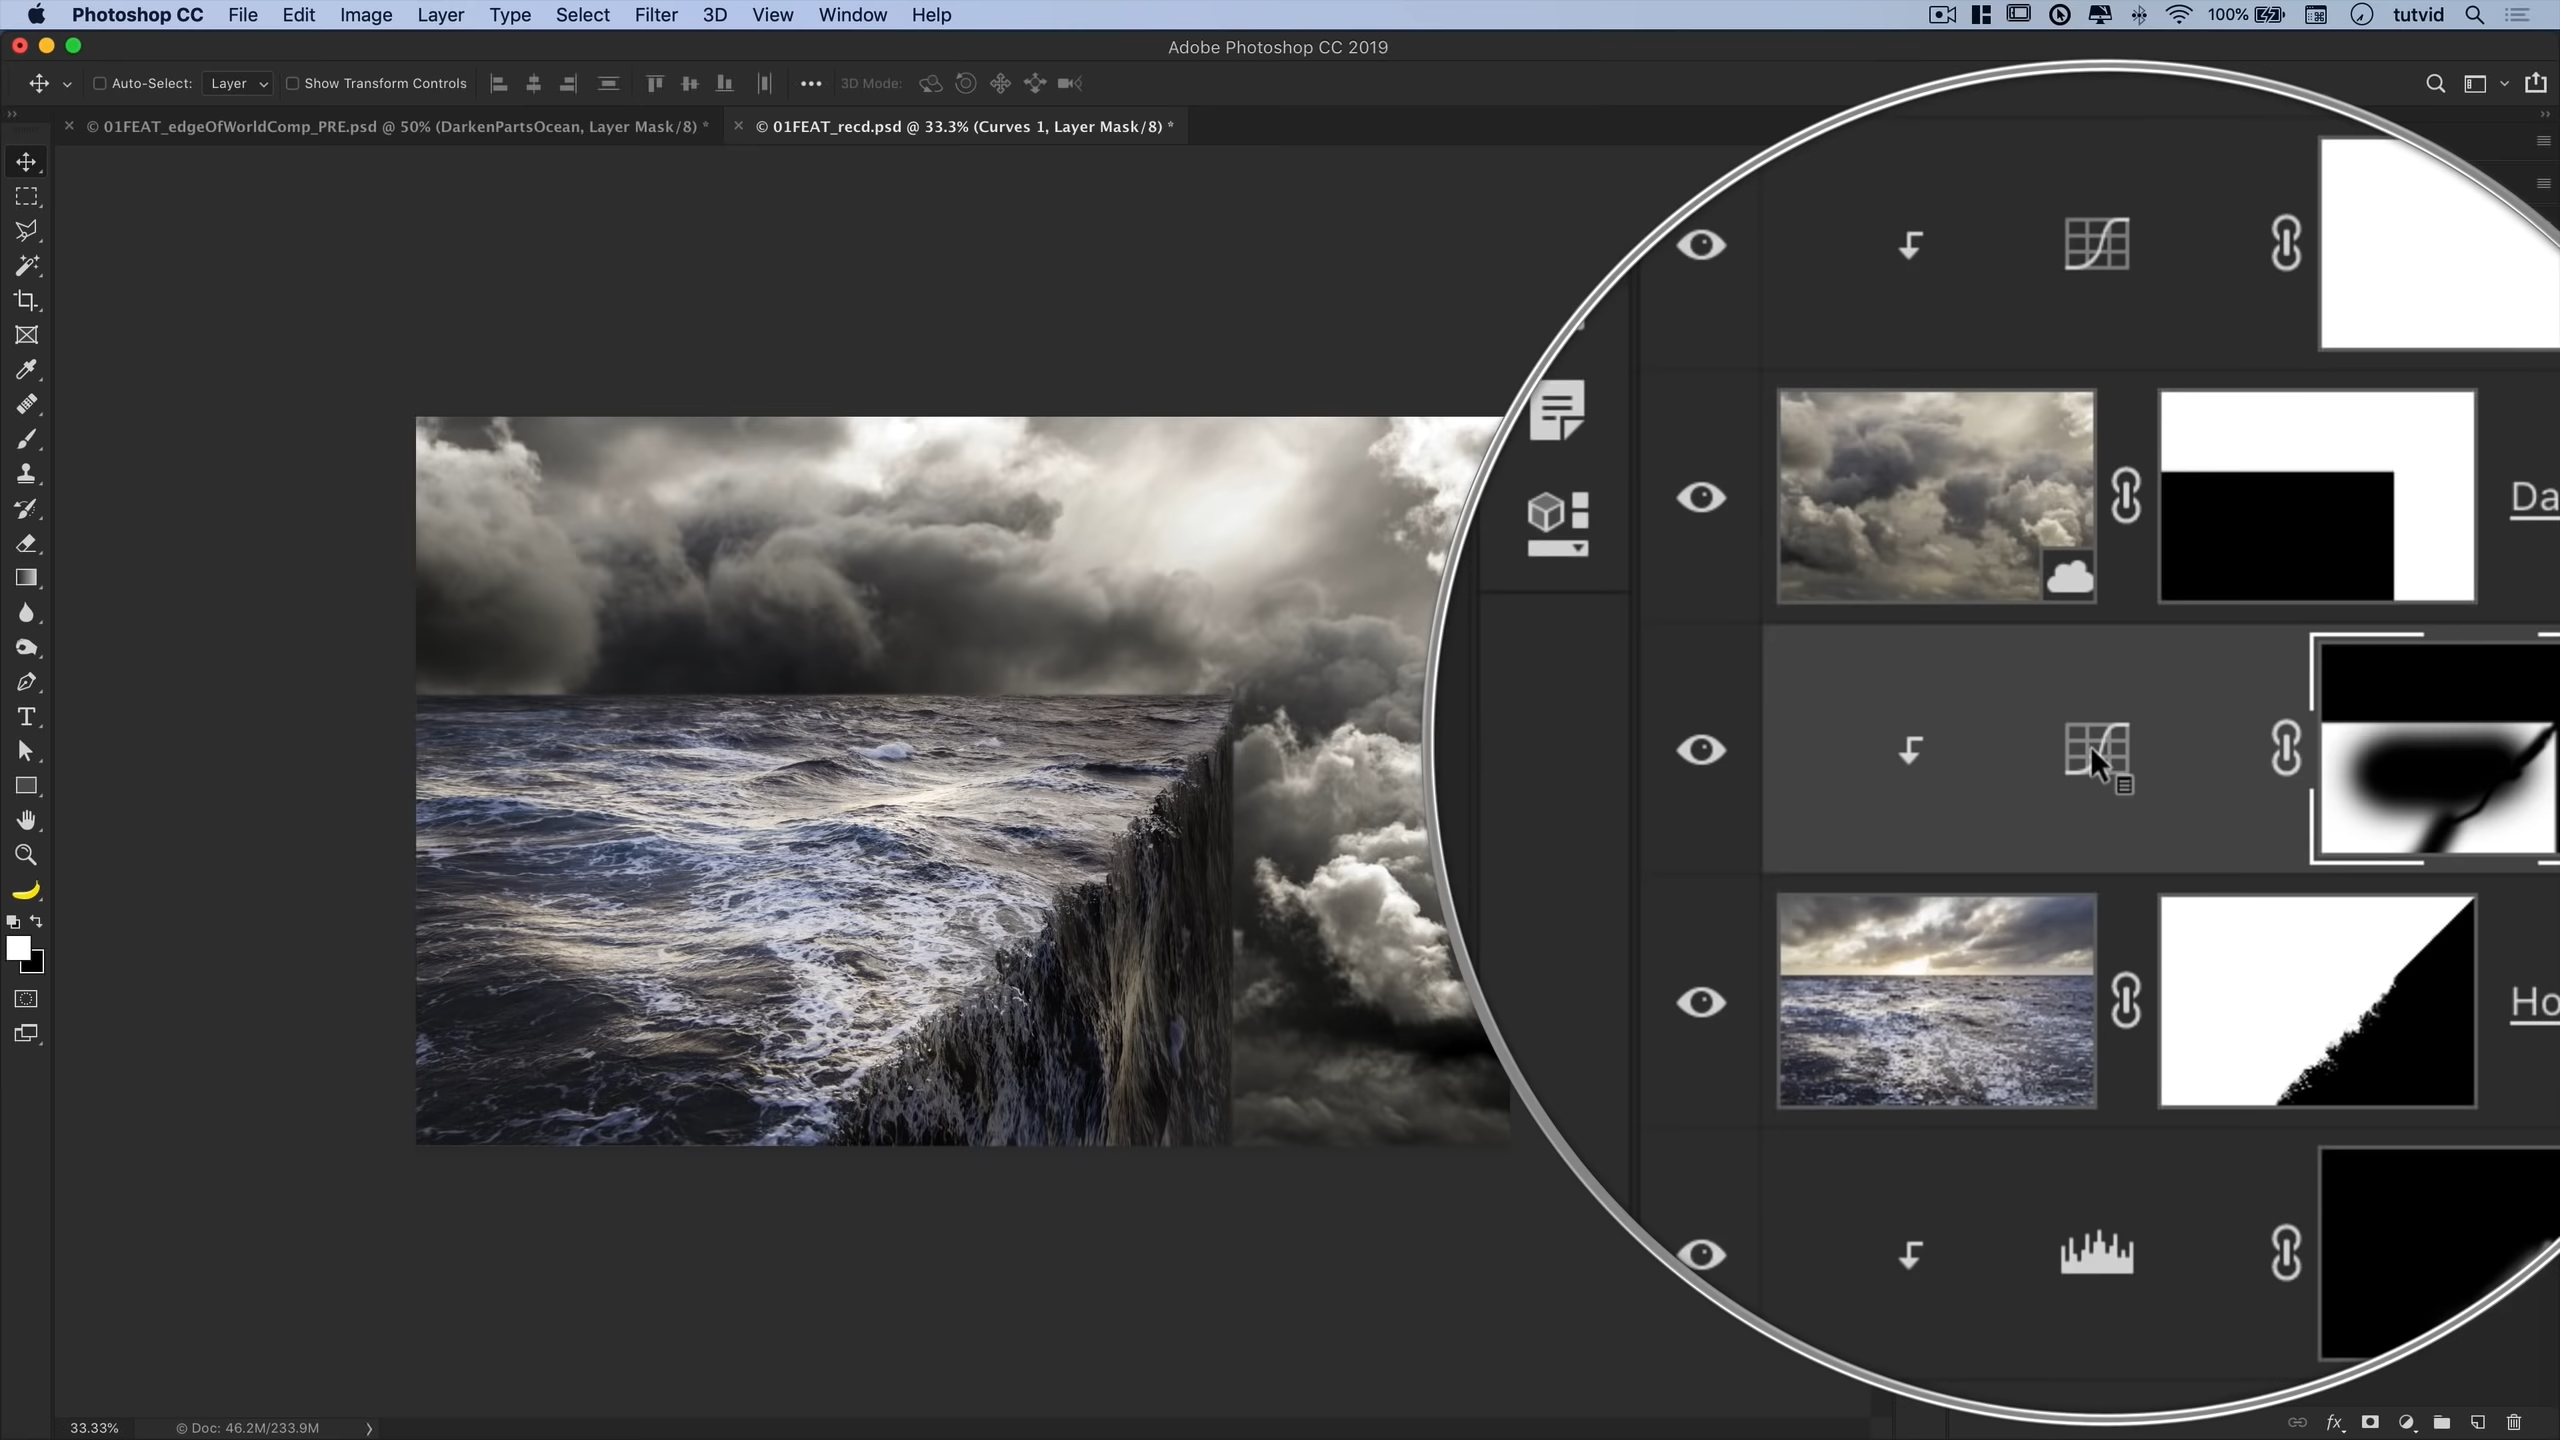 Photoshop CC File Edit Image Layer Type Select Filter 3D View Window Help 100% tutvid
Adobe Photoshop CC 2019
Auto-Select: Layer Show Transform Controls ••• 3D Mode:
× © 01FEAT_edgeOfWorldComp_PRE.psd @ 50% (DarkenPartsOcean, Layer Mask/8) * × © 01FEAT_recd.psd @ 33.3% (Curves 1, Layer Mask/8) *
Da
Ho
33.33% © Doc: 46.2M/233.9M fx